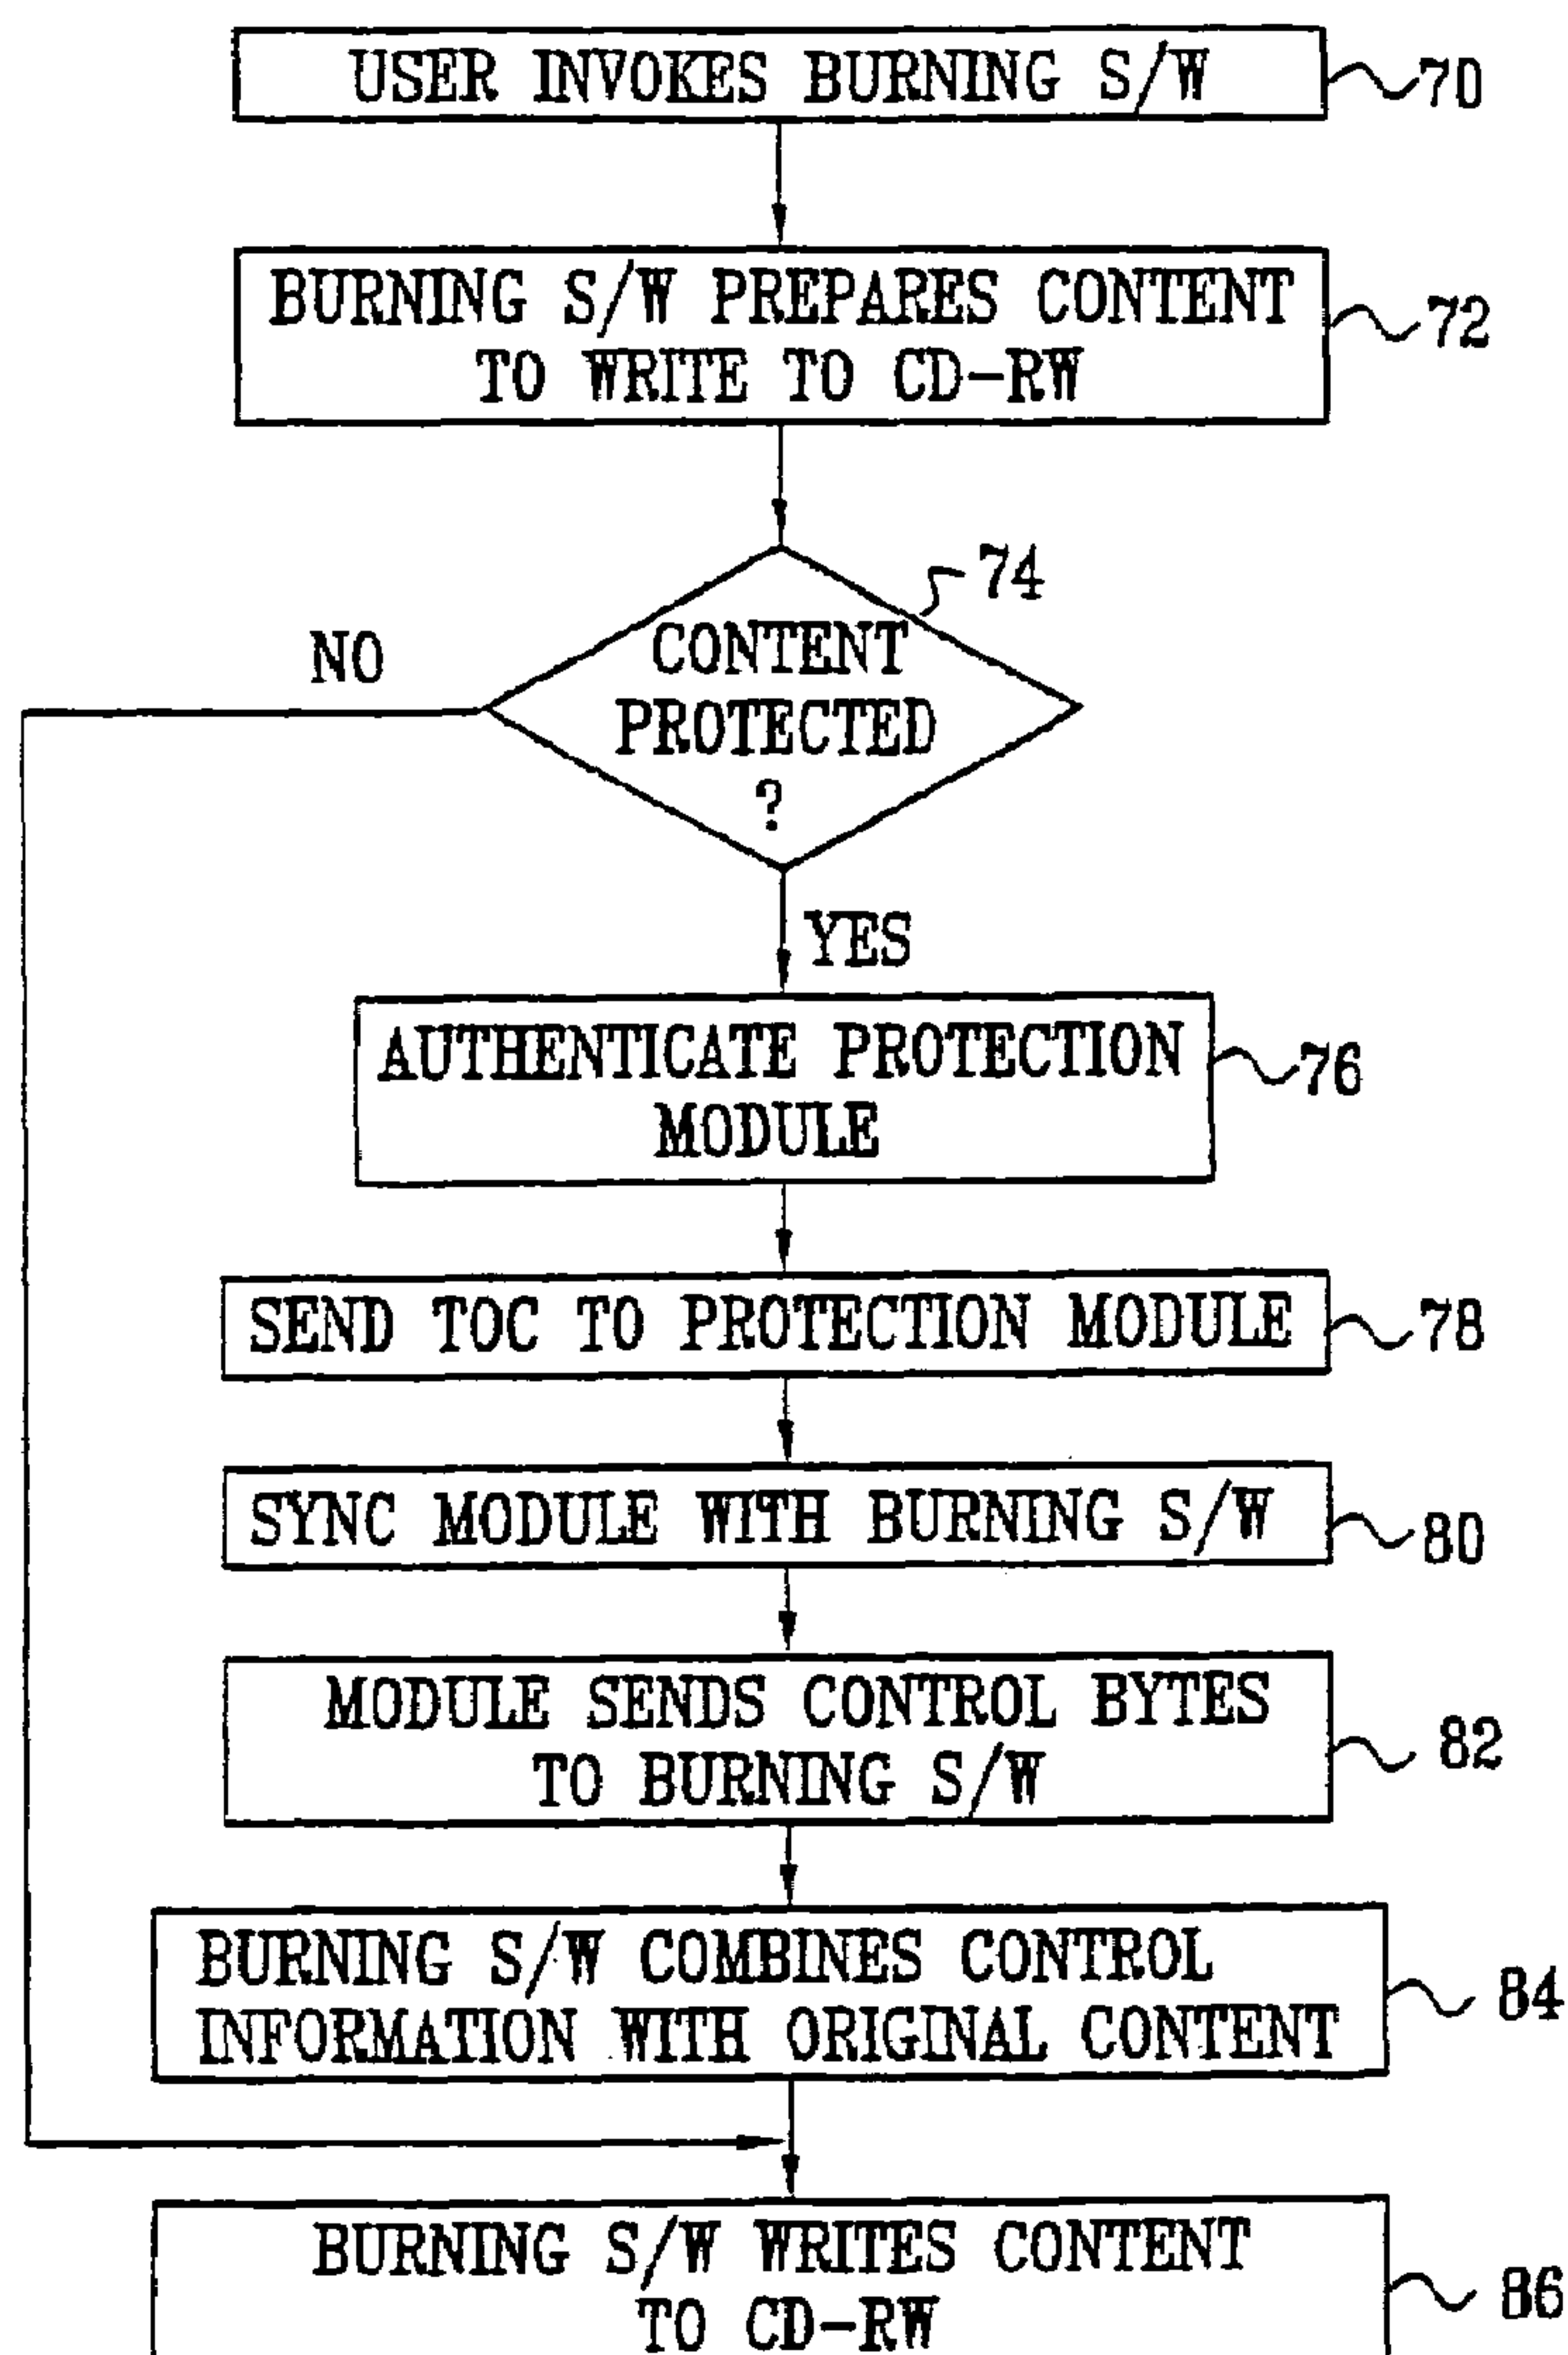 USER INVOKES BURNING S/W
70
BURNING S/W PREPARES CONTENT
TO WRITE TO CD-RW
72
74
CONTENT
PROTECTED
?
NO
YES
AUTHENTICATE PROTECTION
MODULE
76
SEND TOC TO PROTECTION MODULE
78
SYNC MODULE WITH BURNING S/W
80
MODULE SENDS CONTROL BYTES
TO BURNING S/W
82
BURNING S/W COMBINES CONTROL
INFORMATION WITH ORIGINAL CONTENT
84
BURNING S/W WRITES CONTENT
TO CD-RW
86